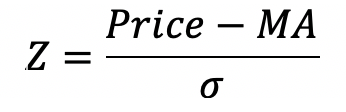 Z = Price − MA / σ